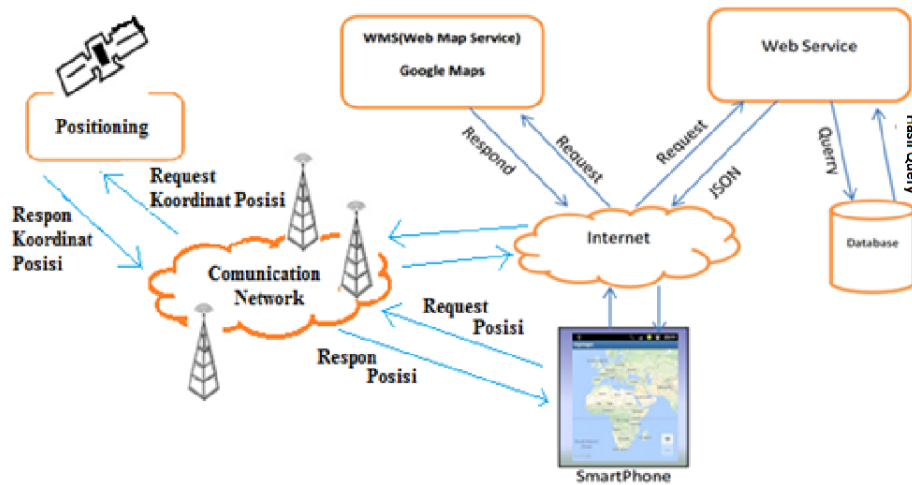 WMS(Web Map Service)
Google Maps
Web Service
Positioning
Respond
Request
Request
JSON
Querry
Hasil Query
Request
Koordinat Posisi
Respon
Koordinat
Posisi
Internet
Database
Comunication
Network
Request
Posisi
Respon
Posisi
SmartPhone